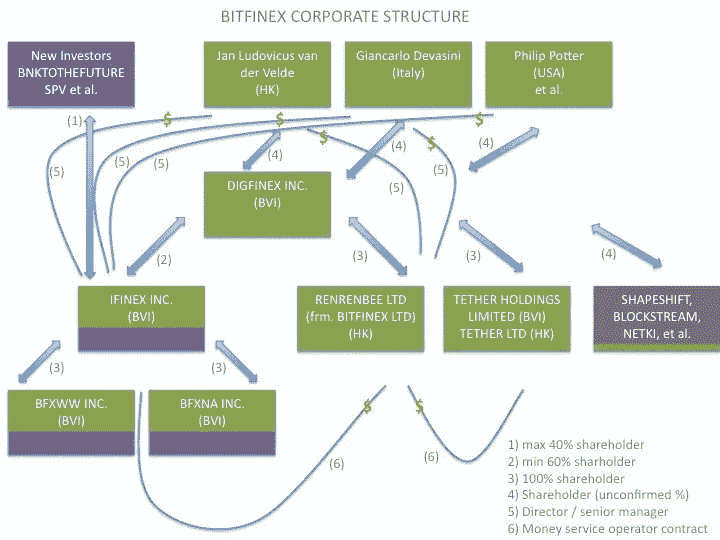 BITFINEX CORPORATE STRUCTURE
New Investors
BNKTOTHEFUTURE
SPV et al.
Jan Ludovicus van
der Velde
(HK)
Giancarlo Devasini
(Italy)
Philip Potter
(USA)
et al.
(1)
$
$
$
$
$
(5)
(5)
(5)
(4)
(4)
(5)
(5)
(4)
DIGFINEX INC.
(BVI)
(2)
(3)
(3)
(4)
IFINEX INC.
(BVI)
RENRENBEE LTD
(frm. BITFINEX LTD)
(HK)
TETHER HOLDINGS
LIMITED (BVI)
TETHER LTD (HK)
SHAPESHIFT,
BLOCKSTREAM,
NETKI, et al.
(3)
(3)
BFXWW INC.
(BVI)
BFXNA INC.
(BVI)
$
$
(6)
(6)
1) max 40% shareholder
2) min 60% sharholder
3) 100% shareholder
4) Shareholder (unconfirmed %)
5) Director / senior manager
6) Money service operator contract